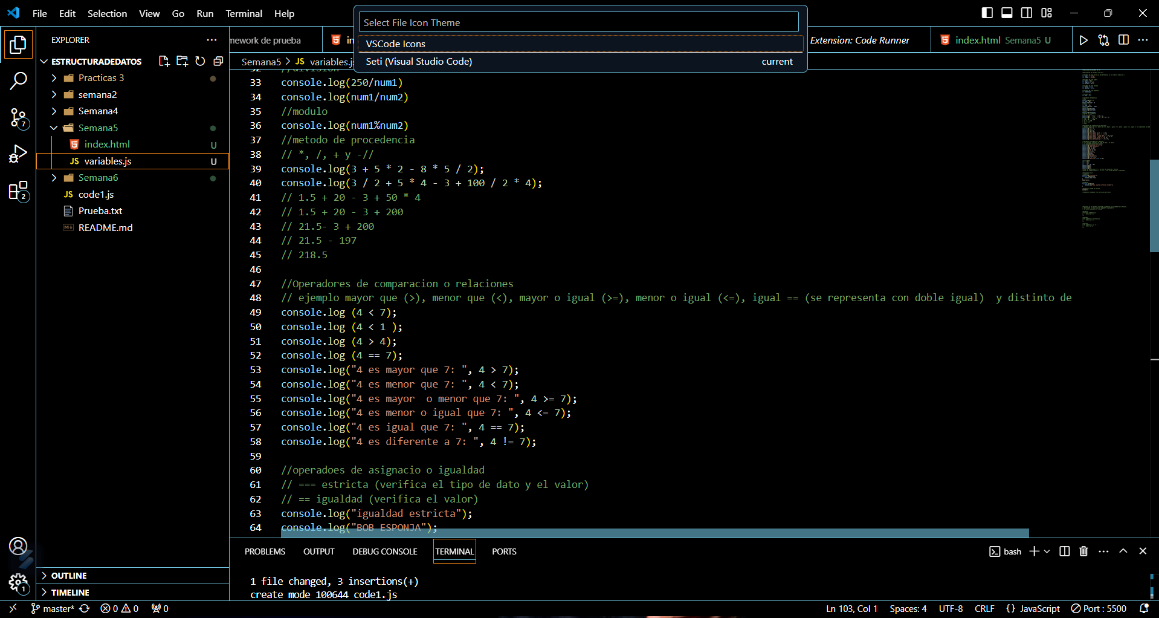 File Edit Selection View Go Run Terminal Help
Select File Icon Theme
VSCode Icons
Seti (Visual Studio Code) current
EXPLORER
mework de prueba
Extension: Code Runner
index.html Semana5 U
ESTRUCTURADEDATOS
Semana5 > JS variables.js
Practicas 3
semana2
Semana4
Semana5
index.html U
JS variables.js U
Semana6
JS code1.js
Prueba.txt
README.md
33 console.log(250/num1)
34 console.log(num1/num2)
35 //modulo
36 console.log(num1%num2)
37 //metodo de procedencia
38 // *, /, + y -//
39 console.log(3 + 5 * 2 - 8 * 5 / 2);
40 console.log(3 / 2 + 5 * 4 - 3 + 100 / 2 * 4);
41 // 1.5 + 20 - 3 + 50 * 4
42 // 1.5 + 20 - 3 + 200
43 // 21.5- 3 + 200
44 // 21.5 - 197
45 // 218.5
46
47 //Operadores de comparacion o relaciones
48 // ejemplo mayor que (>), menor que (<), mayor o igual (>=), menor o igual (<=), igual == (se representa con doble igual)  y distinto de
49 console.log (4 < 7);
50 console.log (4 < 1 );
51 console.log (4 > 4);
52 console.log (4 == 7);
53 console.log("4 es mayor que 7: ", 4 > 7);
54 console.log("4 es menor que 7: ", 4 < 7);
55 console.log("4 es mayor  o menor que 7: ", 4 >= 7);
56 console.log("4 es menor o igual que 7: ", 4 <= 7);
57 console.log("4 es igual que 7: ", 4 == 7);
58 console.log("4 es diferente a 7: ", 4 != 7);
59
60 //operadoes de asignacio o igualdad
61 // === estricta (verifica el tipo de dato y el valor)
62 // == igualdad (verifica el valor)
63 console.log("igualdad estricta");
64 console.log("BOB ESPONJA");
PROBLEMS OUTPUT DEBUG CONSOLE TERMINAL PORTS
bash
1 file changed, 3 insertions(+)
create mode 100644 code1.js
OUTLINE
TIMELINE
master* 0 0 0
Ln 103, Col 1 Spaces: 4 UTF-8 CRLF {} JavaScript Port : 5500